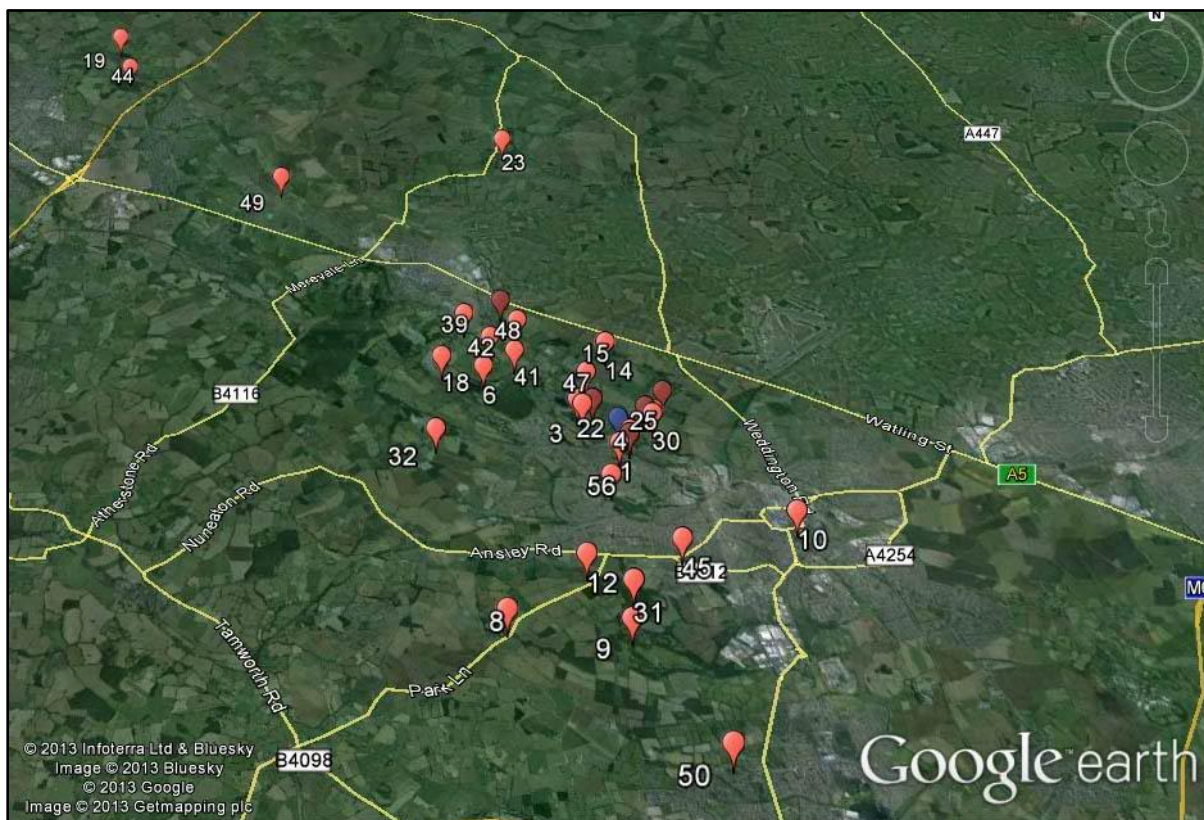 N
19
44
A447
23
49
Merevale Ln
39
48
42
15
14
41
18
6
47
B4116
3
22
25
4
30
32
1
Watling St
Weddington Rd
56
A5
Atherstone Rd
Nuneaton Rd
10
Ansley Rd
A4254
45
12
31
8
9
Tamworth Rd
Park Ln
© 2013 Infoterra Ltd & Bluesky
Image © 2013 Bluesky
© 2013 Google
Image © 2013 Getmapping plc
B4098
50
Google earth